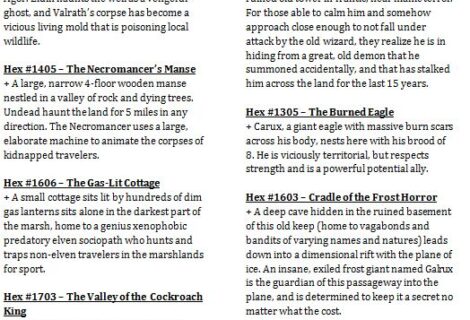 ghost, and Valrath's corpse has become a
vicious living mold that is poisoning local
wildlife.
Hex #1405 – The Necromancer's Manse
+ A large, narrow 4-floor wooden manse
nestled in a valley of rock and dying trees.
Undead haunt the land for 5 miles in any
direction. The Necromancer uses a large,
elaborate machine to animate the corpses of
kidnapped travelers.
Hex #1606 – The Gas-Lit Cottage
+ A small cottage sits lit by hundreds of dim
gas lanterns sits alone in the darkest part of
the marsh, home to a genius xenophobic
predatory elven sociopath who hunts and
traps non-elven travelers in the marshlands
for sport.
Hex #1703 – The Valley of the Cockroach
King
For those able to calm him and somehow
approach close enough to not fall under
attack by the old wizard, they realize he is in
hiding from a great, old demon that he
summoned accidentally, and that has stalked
him across the land for the last 15 years.
Hex #1305 – The Burned Eagle
+ Carux, a giant eagle with massive burn scars
across his body, nests here with his brood of
8. He is viciously territorial, but respects
strength and is a powerful potential ally.
Hex #1603 – Cradle of the Frost Horror
+ A deep cave hidden in the ruined basement
of this old keep (home to vagabonds and
bandits of varying names and natures) leads
down into a dimensional rift with the plane of
ice. An insane, exiled frost giant named Galrux
is the guardian of this passageway into the
plane, and is determined to keep it a secret no
matter what the cost.